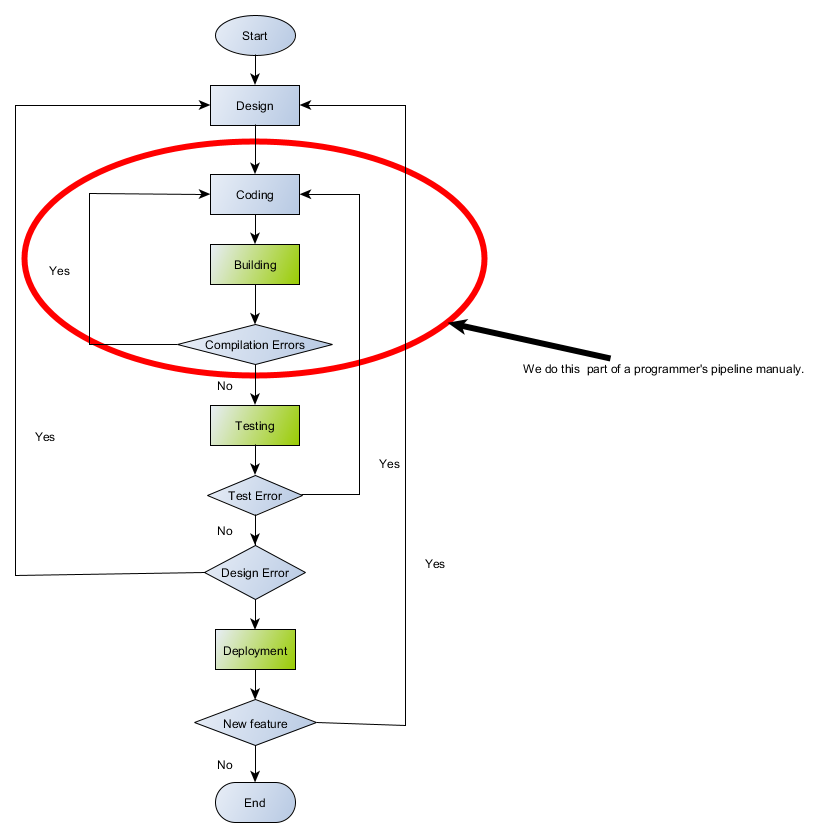 Start
Design
Coding
Building
Yes
Compilation Errors
We do this  part of a programmer's pipeline manualy.
No
Testing
Yes
Yes
Test Error
No
Yes
Design Error
Deployment
New feature
No
End